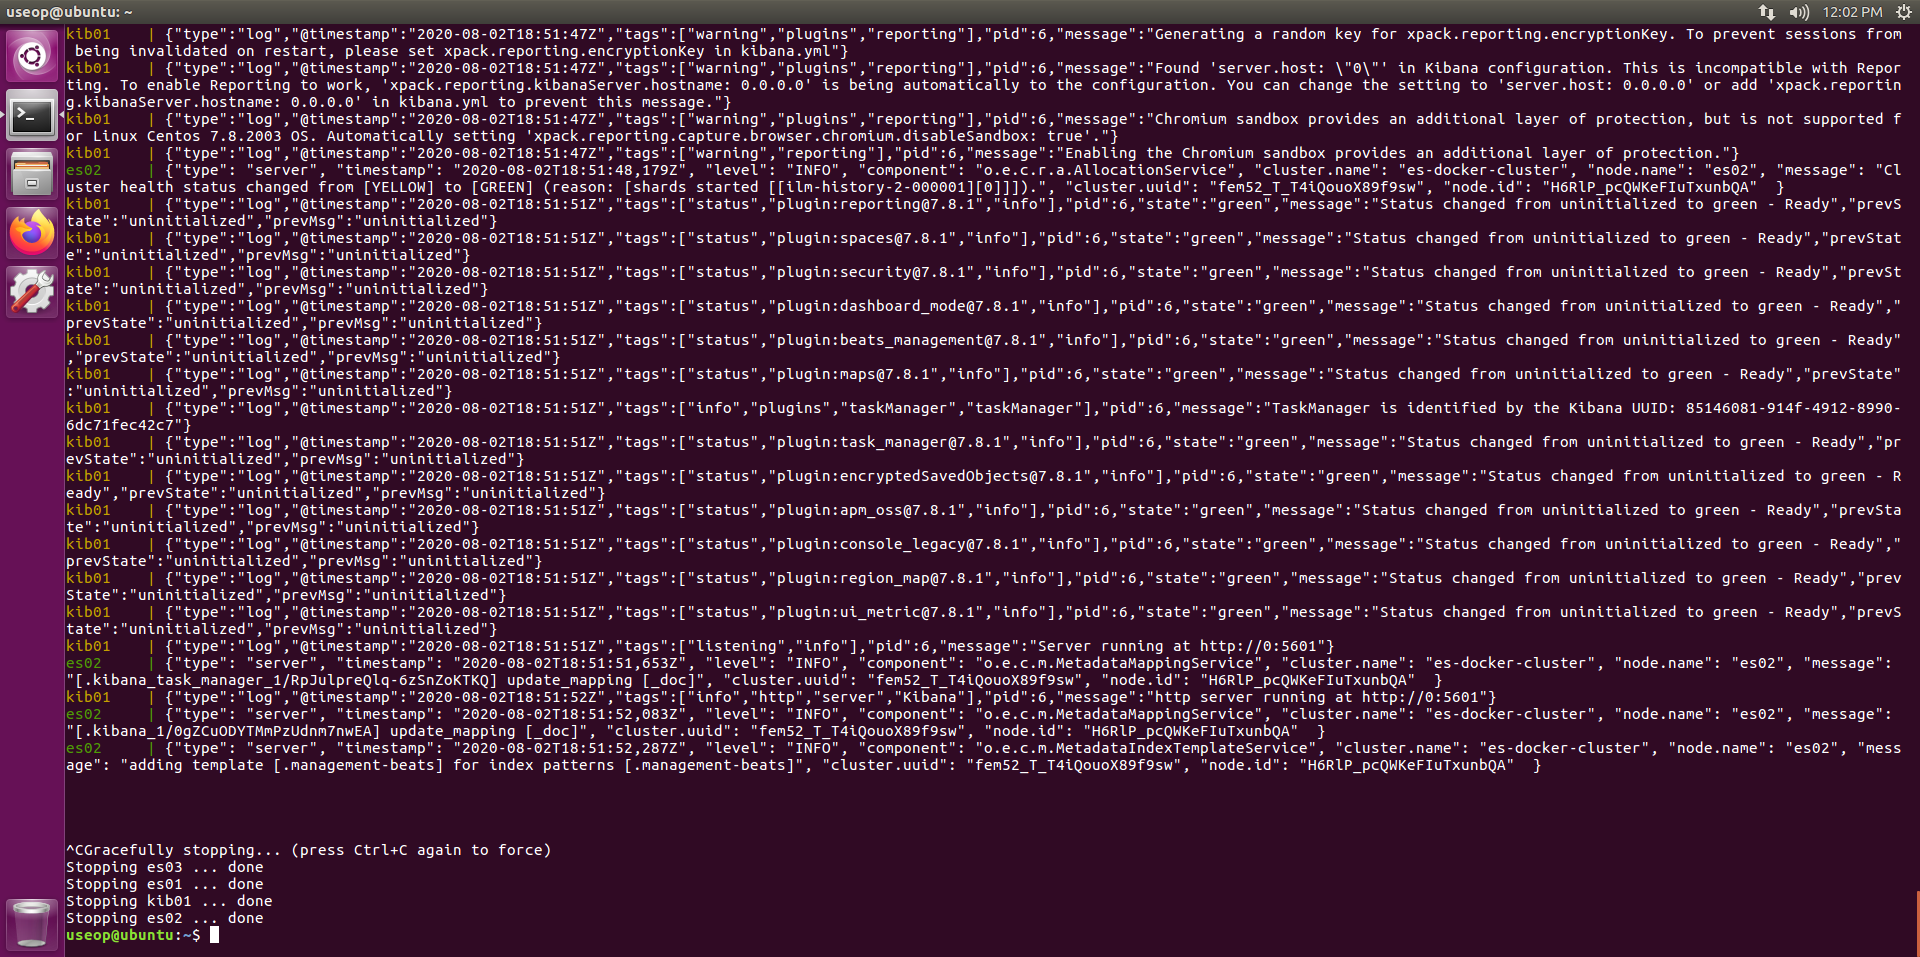 useop@ubuntu: ~
12:02 PM
kib01    | {"type":"log","@timestamp":"2020-08-02T18:51:47Z","tags":["warning","plugins","reporting"],"pid":6,"message":"Generating a random key for xpack.reporting.encryptionKey. To prevent sessions from
 being invalidated on restart, please set xpack.reporting.encryptionKey in kibana.yml"}
kib01    | {"type":"log","@timestamp":"2020-08-02T18:51:47Z","tags":["warning","plugins","reporting"],"pid":6,"message":"Found 'server.host: \"0\"' in Kibana configuration. This is incompatible with Repor
ting. To enable Reporting to work, 'xpack.reporting.kibanaServer.hostname: 0.0.0.0' is being automatically to the configuration. You can change the setting to 'server.host: 0.0.0.0' or add 'xpack.reportin
g.kibanaServer.hostname: 0.0.0.0' in kibana.yml to prevent this message."}
kib01    | {"type":"log","@timestamp":"2020-08-02T18:51:47Z","tags":["warning","plugins","reporting"],"pid":6,"message":"Chromium sandbox provides an additional layer of protection, but is not supported f
or Linux Centos 7.8.2003 OS. Automatically setting 'xpack.reporting.capture.browser.chromium.disableSandbox: true'."}
kib01    | {"type":"log","@timestamp":"2020-08-02T18:51:47Z","tags":["warning","reporting"],"pid":6,"message":"Enabling the Chromium sandbox provides an additional layer of protection."}
es02     | {"type": "server", "timestamp": "2020-08-02T18:51:48,179Z", "level": "INFO", "component": "o.e.c.r.a.AllocationService", "cluster.name": "es-docker-cluster", "node.name": "es02", "message": "Cl
uster health status changed from [YELLOW] to [GREEN] (reason: [shards started [[ilm-history-2-000001][0]]]).", "cluster.uuid": "fem52_T_T4iQouoX89f9sw", "node.id": "H6RlP_pcQWKeFIuTxunbQA"  }
kib01    | {"type":"log","@timestamp":"2020-08-02T18:51:51Z","tags":["status","plugin:reporting@7.8.1","info"],"pid":6,"state":"green","message":"Status changed from uninitialized to green - Ready","prevS
tate":"uninitialized","prevMsg":"uninitialized"}
kib01    | {"type":"log","@timestamp":"2020-08-02T18:51:51Z","tags":["status","plugin:spaces@7.8.1","info"],"pid":6,"state":"green","message":"Status changed from uninitialized to green - Ready","prevStat
e":"uninitialized","prevMsg":"uninitialized"}
kib01    | {"type":"log","@timestamp":"2020-08-02T18:51:51Z","tags":["status","plugin:security@7.8.1","info"],"pid":6,"state":"green","message":"Status changed from uninitialized to green - Ready","prevSt
ate":"uninitialized","prevMsg":"uninitialized"}
kib01    | {"type":"log","@timestamp":"2020-08-02T18:51:51Z","tags":["status","plugin:dashboard_mode@7.8.1","info"],"pid":6,"state":"green","message":"Status changed from uninitialized to green - Ready","
prevState":"uninitialized","prevMsg":"uninitialized"}
kib01    | {"type":"log","@timestamp":"2020-08-02T18:51:51Z","tags":["status","plugin:beats_management@7.8.1","info"],"pid":6,"state":"green","message":"Status changed from uninitialized to green - Ready"
,"prevState":"uninitialized","prevMsg":"uninitialized"}
kib01    | {"type":"log","@timestamp":"2020-08-02T18:51:51Z","tags":["status","plugin:maps@7.8.1","info"],"pid":6,"state":"green","message":"Status changed from uninitialized to green - Ready","prevState"
:"uninitialized","prevMsg":"uninitialized"}
kib01    | {"type":"log","@timestamp":"2020-08-02T18:51:51Z","tags":["info","plugins","taskManager","taskManager"],"pid":6,"message":"TaskManager is identified by the Kibana UUID: 85146081-914f-4912-8990-
6dc71fec42c7"}
kib01    | {"type":"log","@timestamp":"2020-08-02T18:51:51Z","tags":["status","plugin:task_manager@7.8.1","info"],"pid":6,"state":"green","message":"Status changed from uninitialized to green - Ready","pr
evState":"uninitialized","prevMsg":"uninitialized"}
kib01    | {"type":"log","@timestamp":"2020-08-02T18:51:51Z","tags":["status","plugin:encryptedSavedObjects@7.8.1","info"],"pid":6,"state":"green","message":"Status changed from uninitialized to green - R
eady","prevState":"uninitialized","prevMsg":"uninitialized"}
kib01    | {"type":"log","@timestamp":"2020-08-02T18:51:51Z","tags":["status","plugin:apm_oss@7.8.1","info"],"pid":6,"state":"green","message":"Status changed from uninitialized to green - Ready","prevSta
te":"uninitialized","prevMsg":"uninitialized"}
kib01    | {"type":"log","@timestamp":"2020-08-02T18:51:51Z","tags":["status","plugin:console_legacy@7.8.1","info"],"pid":6,"state":"green","message":"Status changed from uninitialized to green - Ready","
prevState":"uninitialized","prevMsg":"uninitialized"}
kib01    | {"type":"log","@timestamp":"2020-08-02T18:51:51Z","tags":["status","plugin:region_map@7.8.1","info"],"pid":6,"state":"green","message":"Status changed from uninitialized to green - Ready","prev
State":"uninitialized","prevMsg":"uninitialized"}
kib01    | {"type":"log","@timestamp":"2020-08-02T18:51:51Z","tags":["status","plugin:ui_metric@7.8.1","info"],"pid":6,"state":"green","message":"Status changed from uninitialized to green - Ready","prevS
tate":"uninitialized","prevMsg":"uninitialized"}
kib01    | {"type":"log","@timestamp":"2020-08-02T18:51:51Z","tags":["listening","info"],"pid":6,"message":"Server running at http://0:5601"}
es02     | {"type": "server", "timestamp": "2020-08-02T18:51:51,653Z", "level": "INFO", "component": "o.e.c.m.MetadataMappingService", "cluster.name": "es-docker-cluster", "node.name": "es02", "message": 
"[.kibana_task_manager_1/RpJulpreQlq-6zSnZoKTKQ] update_mapping [_doc]", "cluster.uuid": "fem52_T_T4iQouoX89f9sw", "node.id": "H6RlP_pcQWKeFIuTxunbQA"  }
kib01    | {"type":"log","@timestamp":"2020-08-02T18:51:52Z","tags":["info","http","server","Kibana"],"pid":6,"message":"http server running at http://0:5601"}
es02     | {"type": "server", "timestamp": "2020-08-02T18:51:52,083Z", "level": "INFO", "component": "o.e.c.m.MetadataMappingService", "cluster.name": "es-docker-cluster", "node.name": "es02", "message": 
"[.kibana_1/0gZCuODYTMmPzUdnm7nwEA] update_mapping [_doc]", "cluster.uuid": "fem52_T_T4iQouoX89f9sw", "node.id": "H6RlP_pcQWKeFIuTxunbQA"  }
es02     | {"type": "server", "timestamp": "2020-08-02T18:51:52,287Z", "level": "INFO", "component": "o.e.c.m.MetadataIndexTemplateService", "cluster.name": "es-docker-cluster", "node.name": "es02", "mess
age": "adding template [.management-beats] for index patterns [.management-beats]", "cluster.uuid": "fem52_T_T4iQouoX89f9sw", "node.id": "H6RlP_pcQWKeFIuTxunbQA"  }
^CGracefully stopping... (press Ctrl+C again to force)
Stopping es03 ... done
Stopping es01 ... done
Stopping kib01 ... done
Stopping es02 ... done
useop@ubuntu:~$